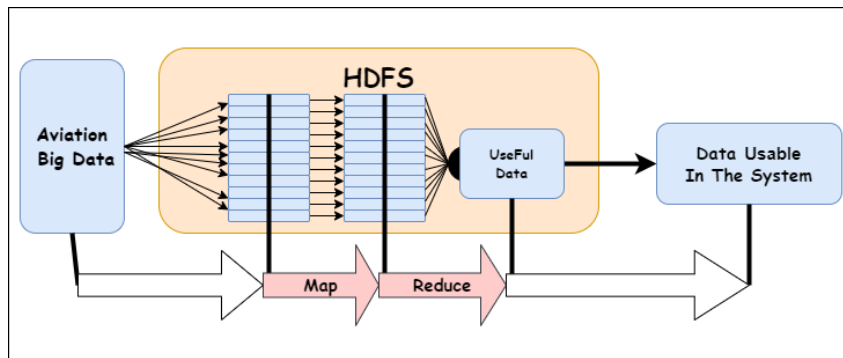 HDFS
Aviation
Big Data
UseFul
Data
Data Usable
In The System
Map
Reduce